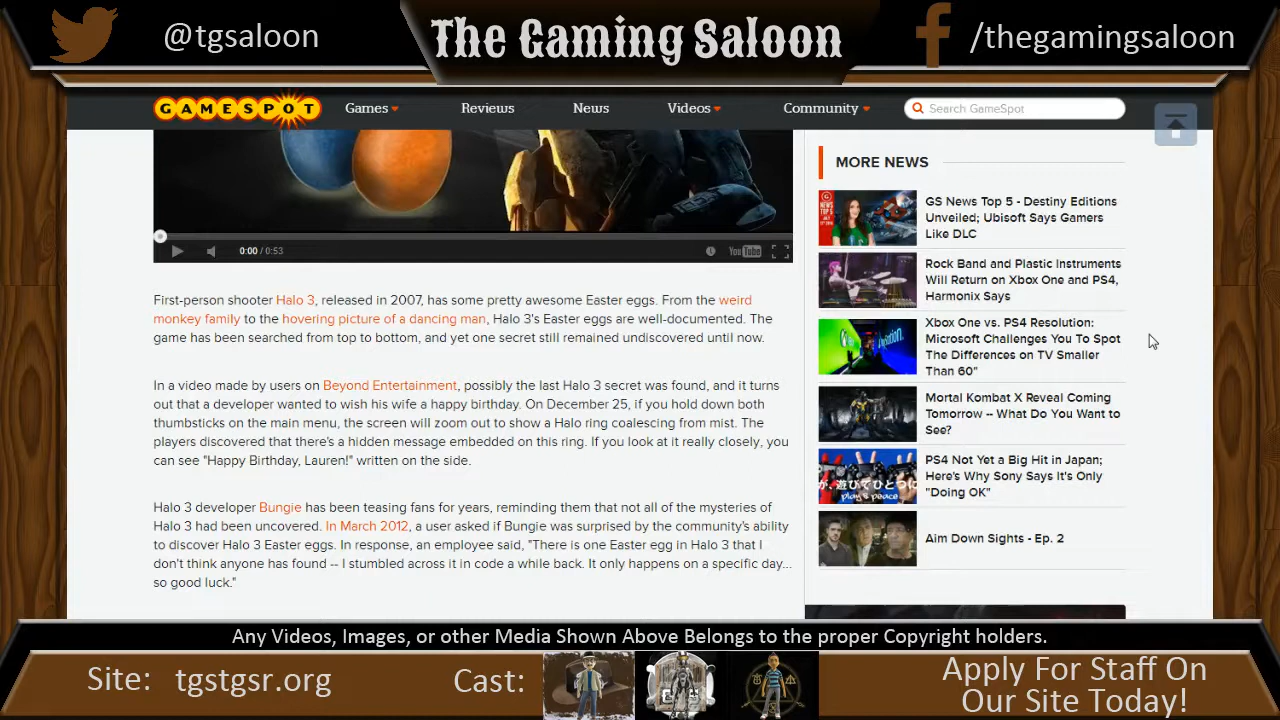 @tgsaloon
The Gaming Saloon
/thegamingsaloon
GAMESPOT
Games
Reviews
News
Videos
Community
Search GameSpot
0:00 / 0:53
YouTube
First-person shooter Halo 3, released in 2007, has some pretty awesome Easter eggs. From the weird
monkey family to the hovering picture of a dancing man, Halo 3's Easter eggs are well-documented. The
game has been searched from top to bottom, and yet one secret still remained undiscovered until now.
In a video made by users on Beyond Entertainment, possibly the last Halo 3 secret was found, and it turns
out that a developer wanted to wish his wife a happy birthday. On December 25, if you hold down both
thumbsticks on the main menu, the screen will zoom out to show a Halo ring coalescing from mist. The
players discovered that there's a hidden message embedded on this ring. If you look at it really closely, you
can see "Happy Birthday, Lauren!" written on the side.
Halo 3 developer Bungie has been teasing fans for years, reminding them that not all of the mysteries of
Halo 3 had been uncovered. In March 2012, a user asked if Bungie was surprised by the community's ability
to discover Halo 3 Easter eggs. In response, an employee said, "There is one Easter egg in Halo 3 that I
don't think anyone has found -- I stumbled across it in code a while back. It only happens on a specific day...
so good luck."
MORE NEWS
GS News Top 5 - Destiny Editions
Unveiled; Ubisoft Says Gamers
Like DLC
Rock Band and Plastic Instruments
Will Return on Xbox One and PS4,
Harmonix Says
Xbox One vs. PS4 Resolution:
Microsoft Challenges You To Spot
The Differences on TV Smaller
Than 60"
Mortal Kombat X Reveal Coming
Tomorrow -- What Do You Want to
See?
PS4 Not Yet a Big Hit in Japan;
Here's Why Sony Says It's Only
"Doing OK"
Aim Down Sights - Ep. 2
Any Videos, Images, or other Media Shown Above Belongs to the proper Copyright holders.
Site: tgstgsr.org
Cast:
Apply For Staff On
Our Site Today!